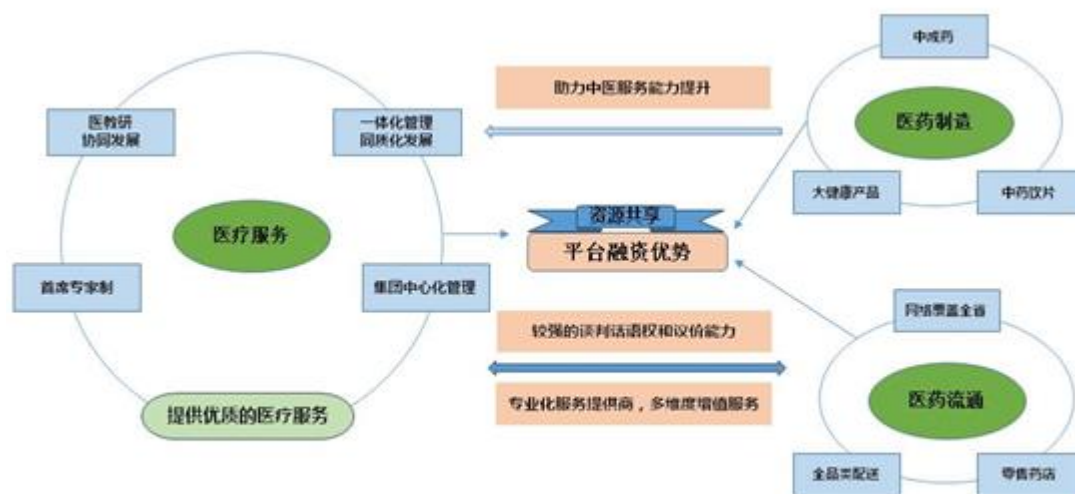 中成药
助力中医服务能力提升
医教研
协同发展
一体化管理
同质化发展
医药制造
大健康产品
中药饮片
资源共享
医疗服务
平台融资优势
首席专家制
集团中心化管理
网络覆盖全省
较强的谈判话语权和议价能力
专业化服务提供商，多维度增值服务
医药流通
提供优质的医疗服务
全品类配送
零售药店